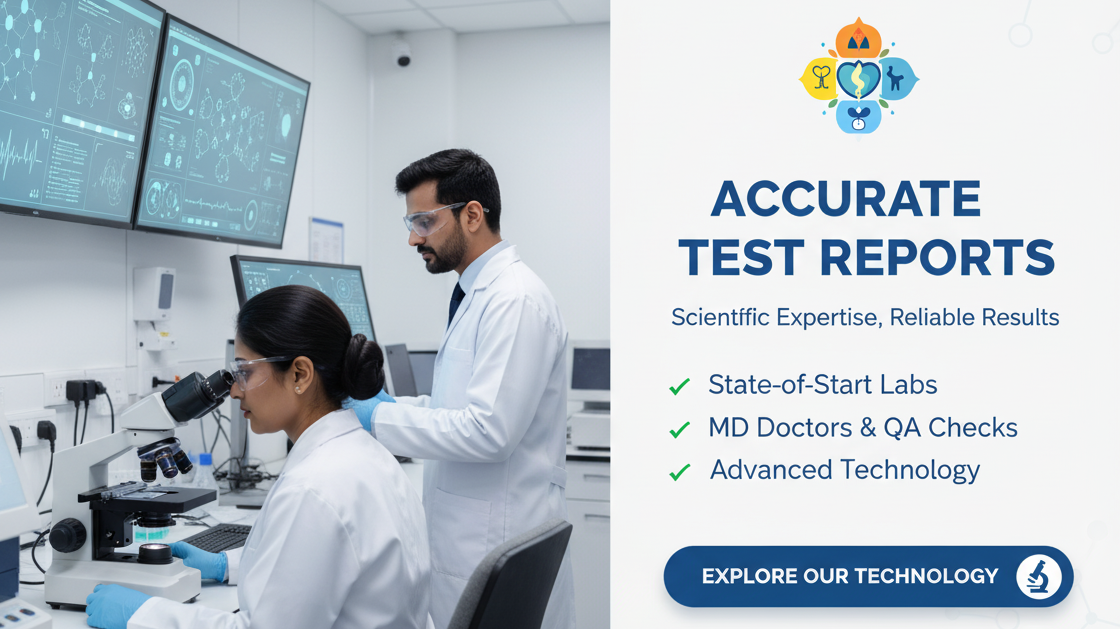 ACCURATE
TEST REPORTS
Scientffic Expertise, Reliable Results
State-of-Start Labs
MD Doctors & QA Checks
Advanced Technology
EXPLORE OUR TECHNOLOGY